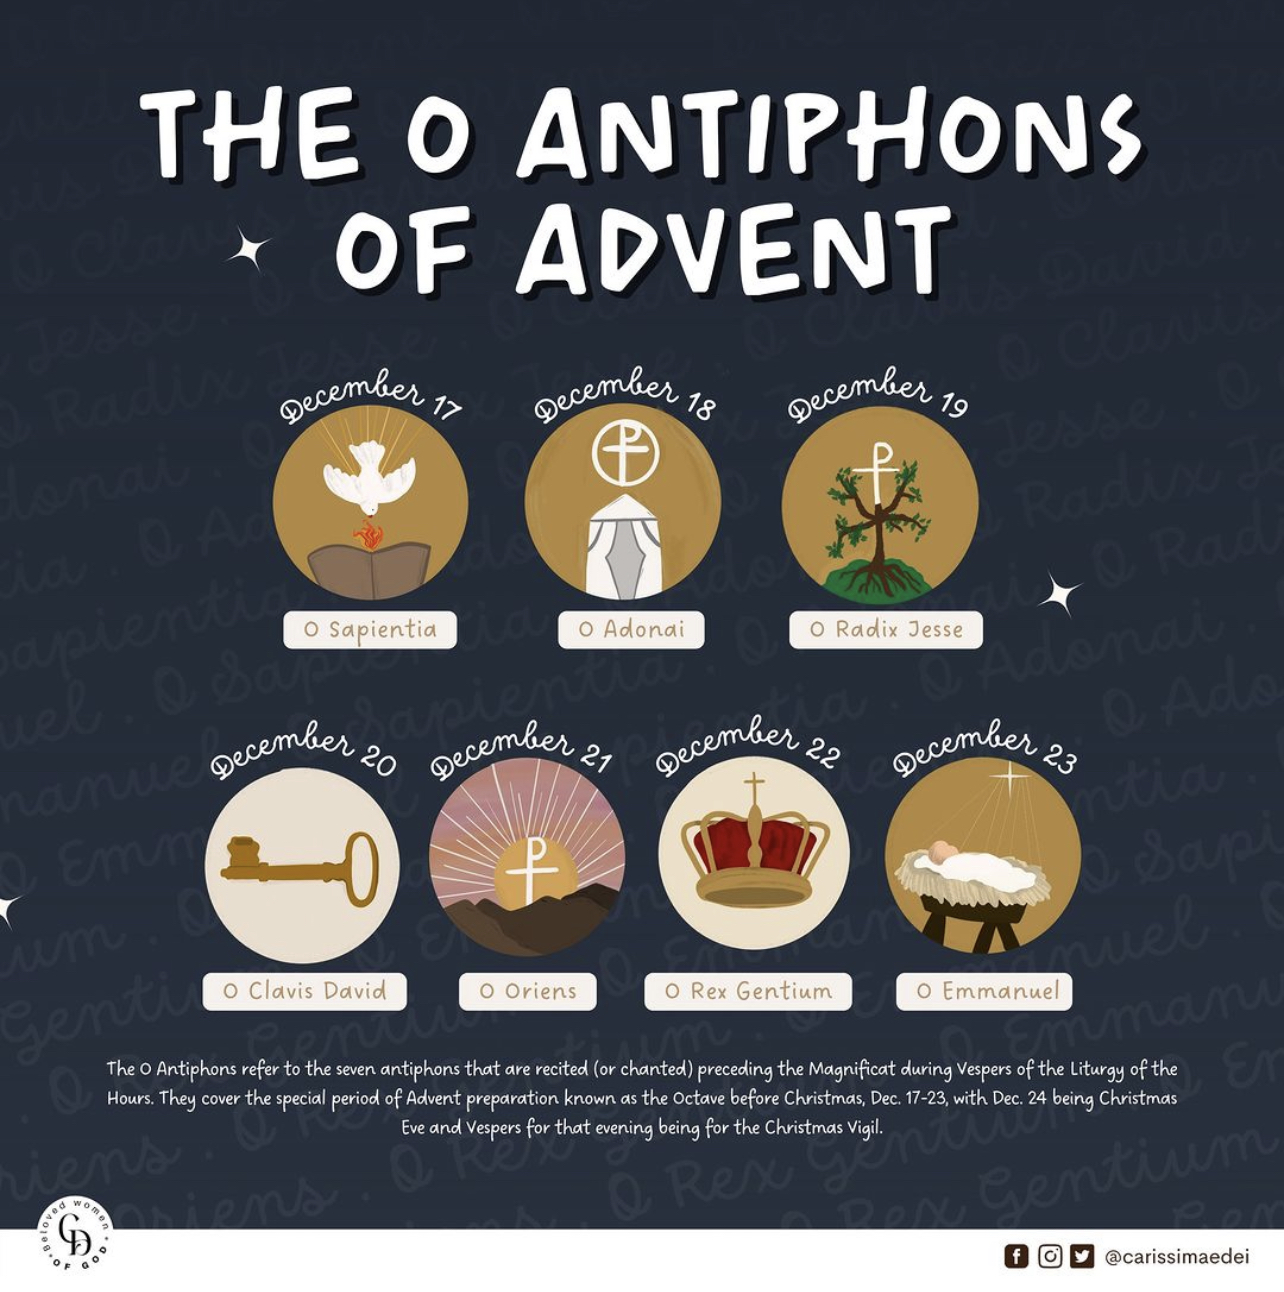 THE O ANTIPHONS
OF ADVENT
December 17
December 18
December 19
O Sapientia
O Adonai
O Radix Jesse
December 20
December 21
December 22
December 23
O Clavis David
O Oriens
O Rex Gentium
O Emmanuel
The O Antiphons refer to the seven antiphons that are recited (or chanted) preceding the Magnificat during Vespers of the Liturgy of the
Hours. They cover the special period of Advent preparation known as the Octave before Christmas, Dec. 17-23, with Dec. 24 being Christmas
Eve and Vespers for that evening being for the Christmas Vigil.
Beloved women
OF GOD
@carissimaedei